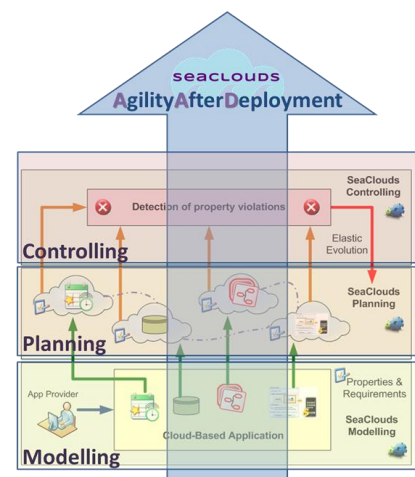 SEACLOUDS
AgilityAfterDeployment
SeaClouds
Controlling
Detection of property violations
Controlling
Elastic
Evolution
SeaClouds
Planning
Planning
Properties &
Requirements
App Provider
SeaClouds
Modelling
Cloud-Based Application
Modelling